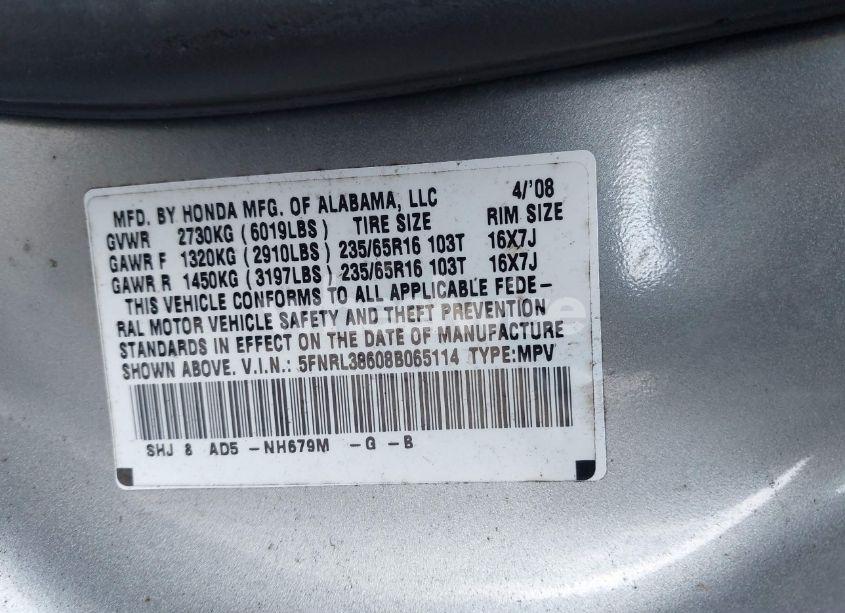 MFD. BY HONDA MFG. OF ALABAMA, LLC 4/'08
GVWR 2730KG (6019LBS) TIRE SIZE RIM SIZE
GAWR F 1320KG (2910LBS) 235/65R16 103T 16X7J
GAWR R 1450KG (3197LBS) 235/65R16 103T 16X7J
THIS VEHICLE CONFORMS TO ALL APPLICABLE FEDE-
RAL MOTOR VEHICLE SAFETY AND THEFT PREVENTION
STANDARDS IN EFFECT ON THE DATE OF MANUFACTURE
SHOWN ABOVE. V.I.N.: 5FNRL38608B065114 TYPE:MPV
SHJ 8 AD5 -NH679M -G -B